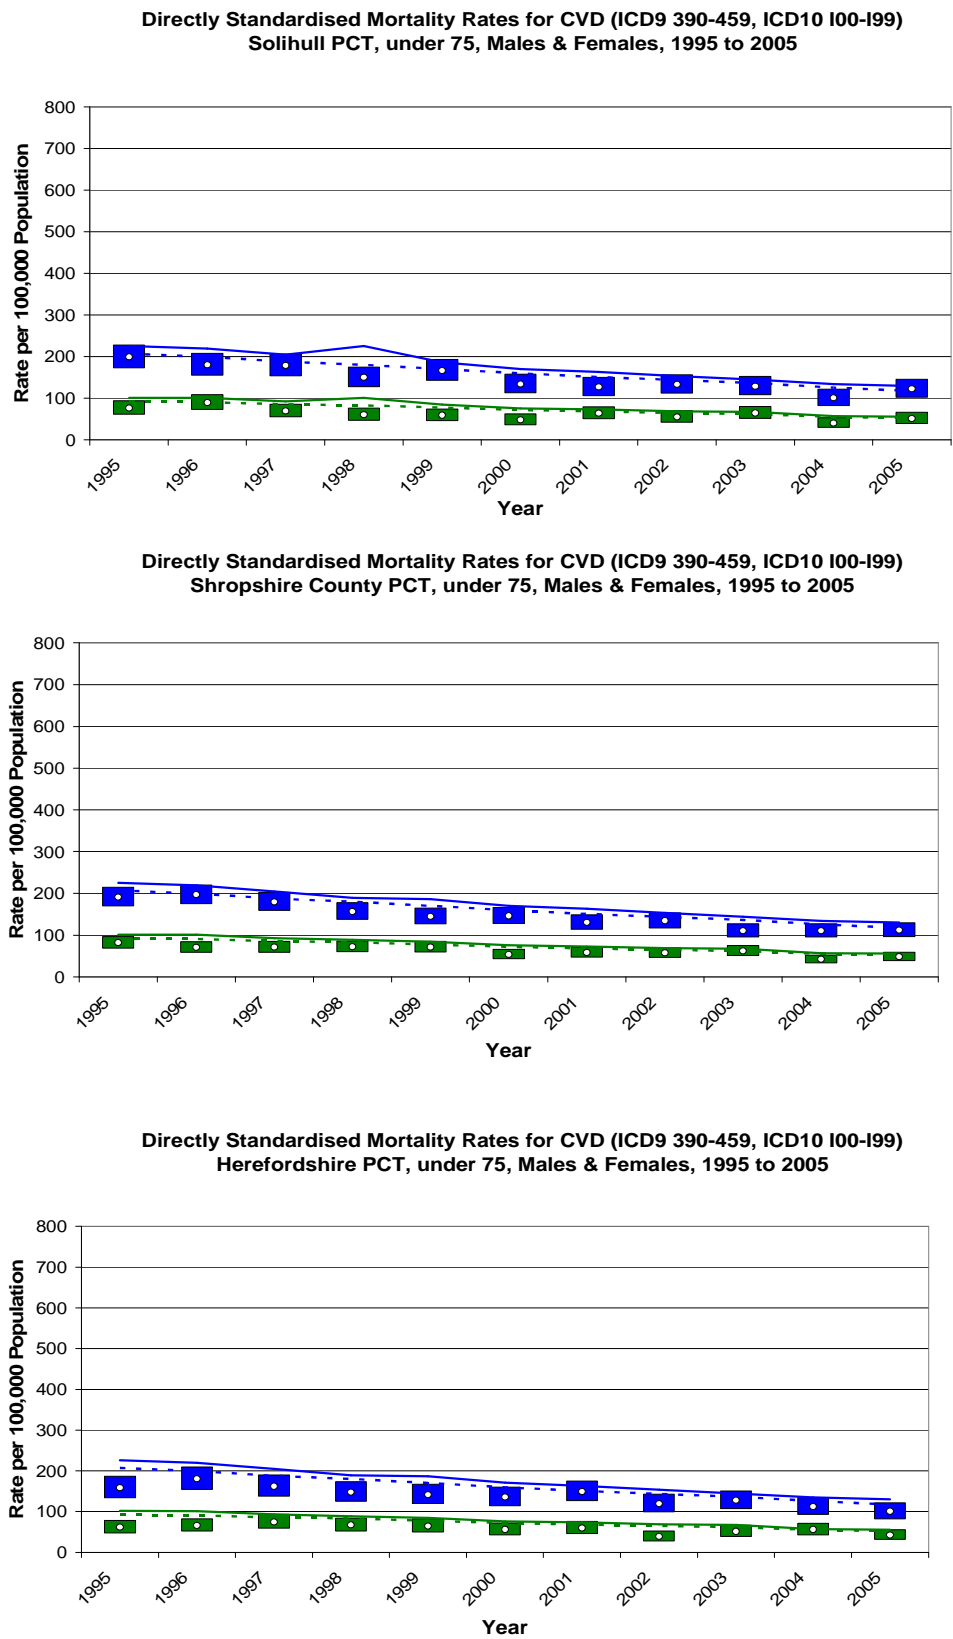 Directly Standardised Mortality Rates for CVD (ICD9 390-459, ICD10 I00-I99)
Solihull PCT, under 75, Males & Females, 1995 to 2005
Rate per 100,000 Population
800
700
600
500
400
300
200
100
0
1995 1996 1997 1998 1999 2000 2001 2002 2003 2004 2005
Year
Directly Standardised Mortality Rates for CVD (ICD9 390-459, ICD10 I00-I99)
Shropshire County PCT, under 75, Males & Females, 1995 to 2005
Rate per 100,000 Population
800
700
600
500
400
300
200
100
0
1995 1996 1997 1998 1999 2000 2001 2002 2003 2004 2005
Year
Directly Standardised Mortality Rates for CVD (ICD9 390-459, ICD10 I00-I99)
Herefordshire PCT, under 75, Males & Females, 1995 to 2005
Rate per 100,000 Population
800
700
600
500
400
300
200
100
0
1995 1996 1997 1998 1999 2000 2001 2002 2003 2004 2005
Year